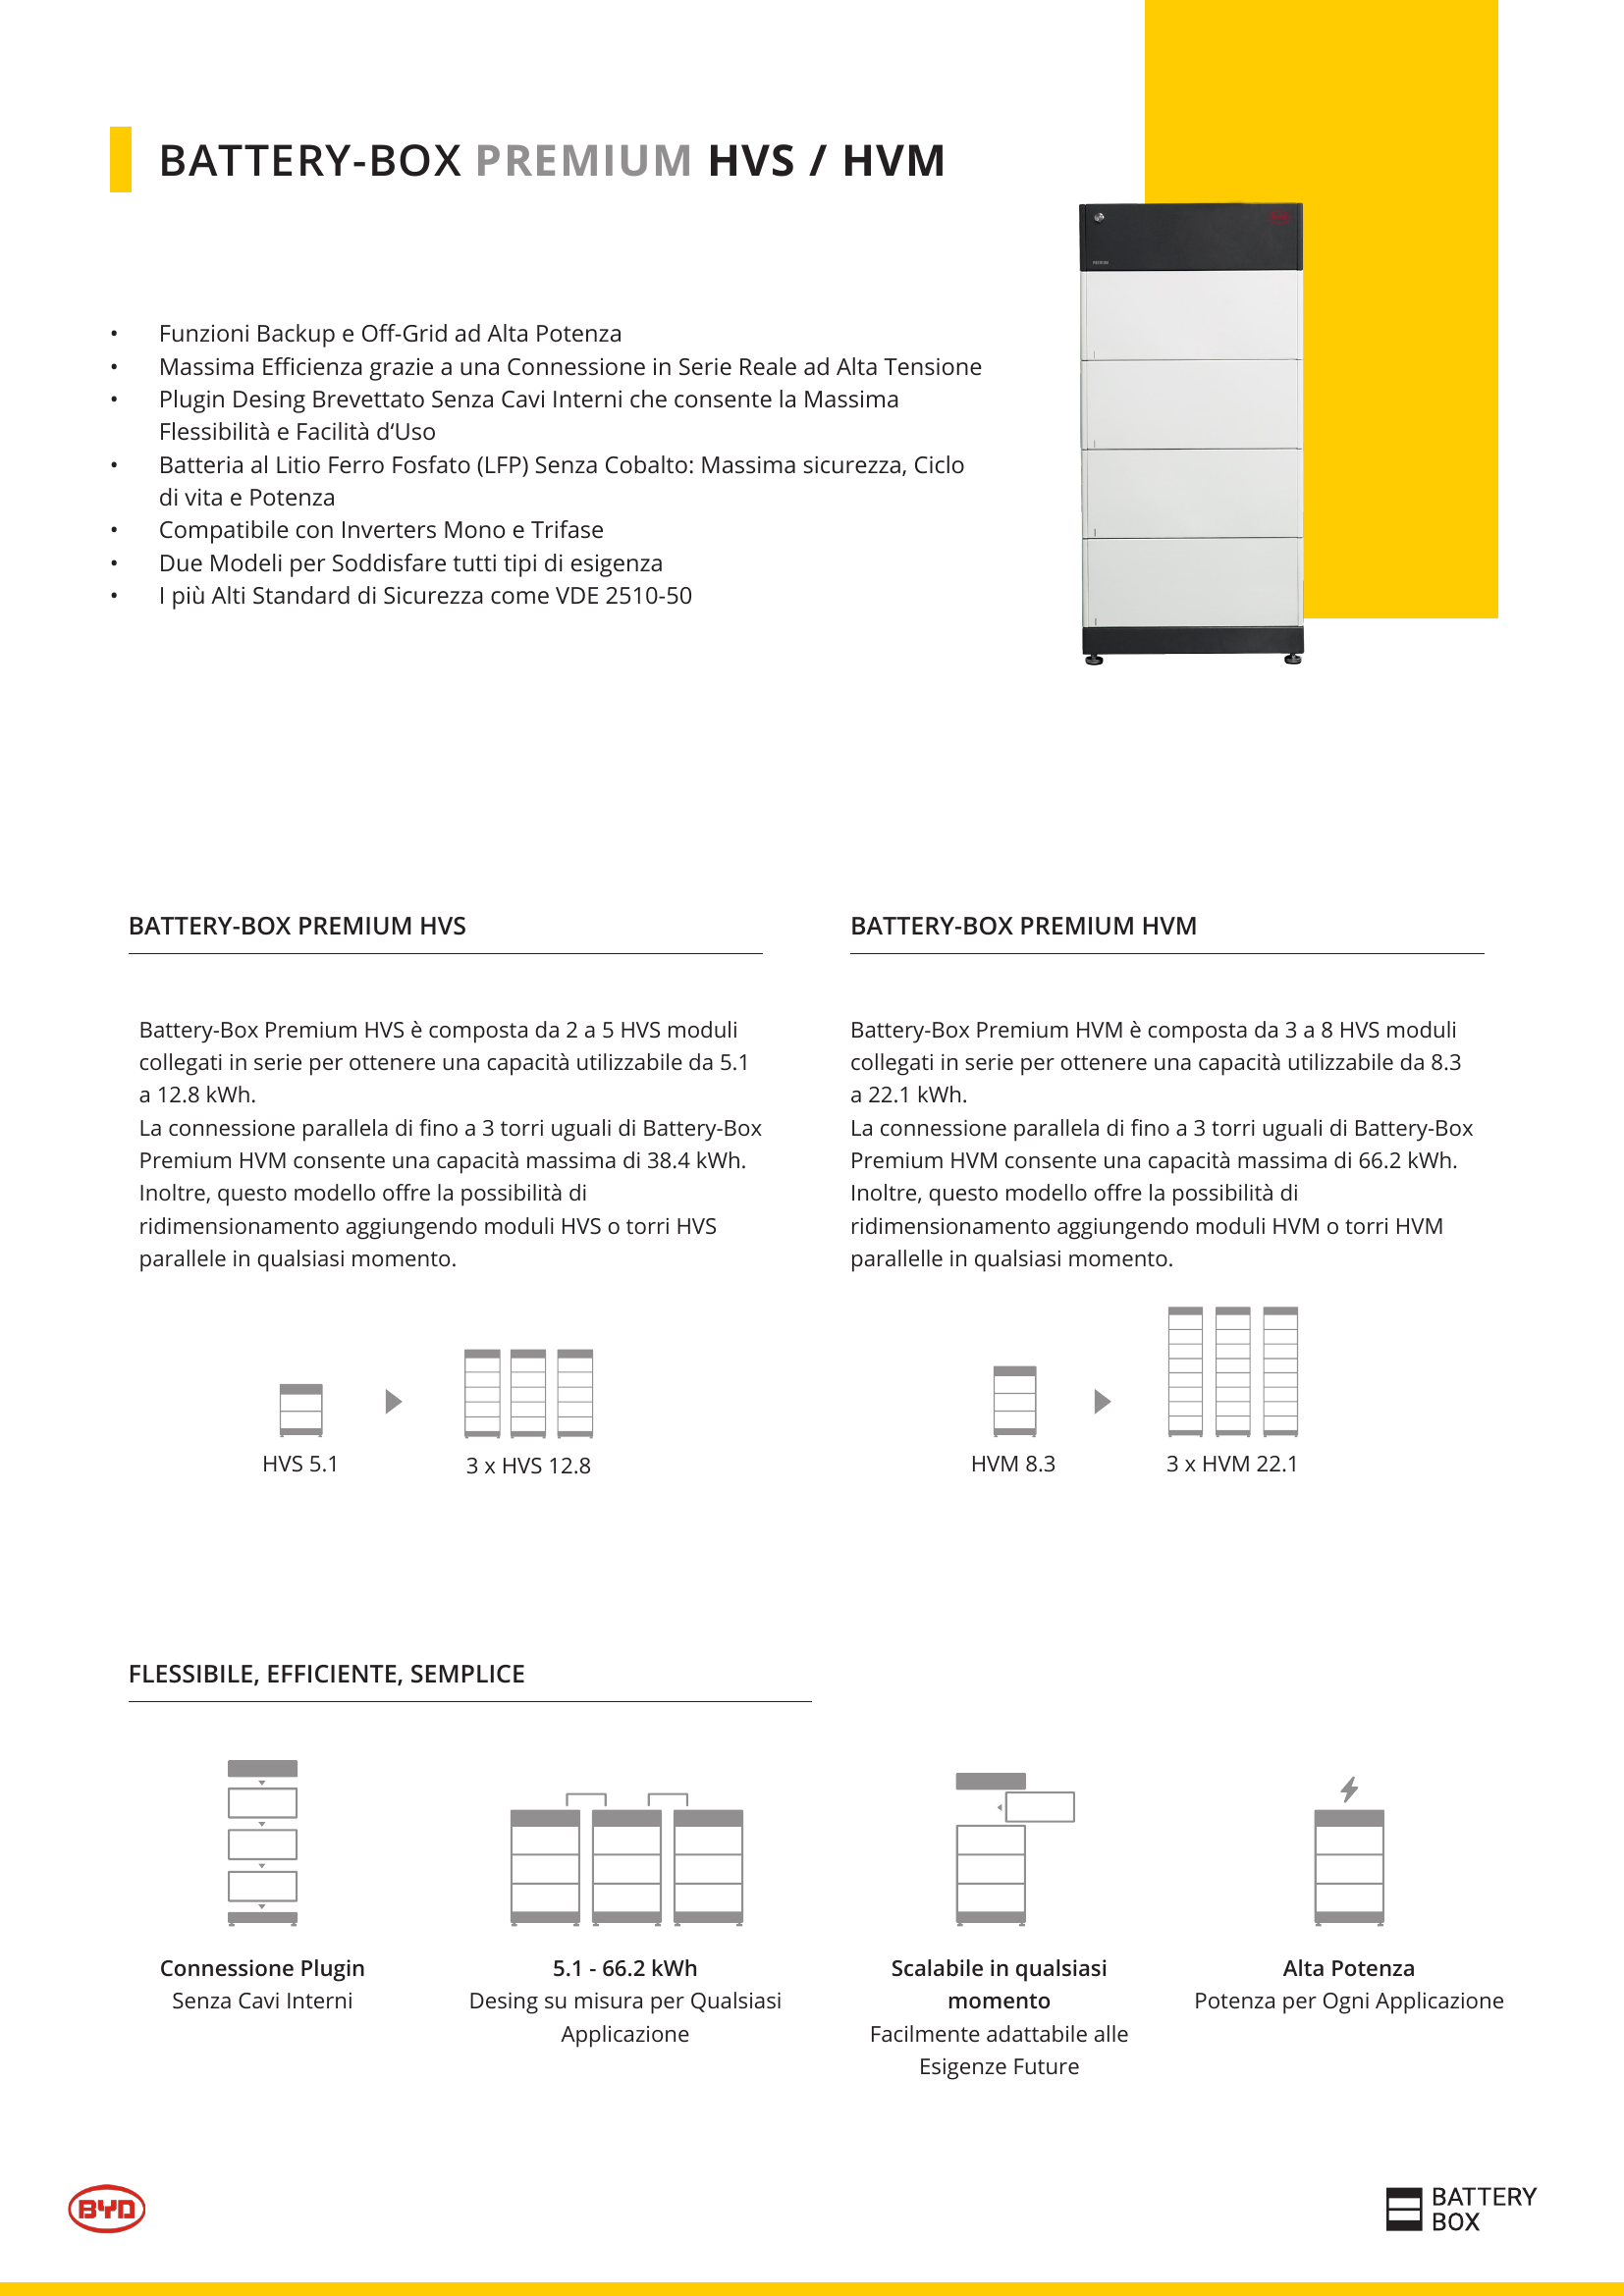 BATTERY-BOX PREMIUM HVS / HVM
• Funzioni Backup e Off-Grid ad Alta Potenza
• Massima Efficienza grazie a una Connessione in Serie Reale ad Alta Tensione
• Plugin Desing Brevettato Senza Cavi Interni che consente la Massima
Flessibilità e Facilità d‘Uso
• Batteria al Litio Ferro Fosfato (LFP) Senza Cobalto: Massima sicurezza, Ciclo
di vita e Potenza
• Compatibile con Inverters Mono e Trifase
• Due Modeli per Soddisfare tutti tipi di esigenza
• I più Alti Standard di Sicurezza come VDE 2510-50
BATTERY-BOX PREMIUM HVS
Battery-Box Premium HVS è composta da 2 a 5 HVS moduli
collegati in serie per ottenere una capacità utilizzabile da 5.1
a 12.8 kWh.
La connessione parallela di fino a 3 torri uguali di Battery-Box
Premium HVM consente una capacità massima di 38.4 kWh.
Inoltre, questo modello offre la possibilità di
ridimensionamento aggiungendo moduli HVS o torri HVS
parallele in qualsiasi momento.
HVS 5.1
3 x HVS 12.8
BATTERY-BOX PREMIUM HVM
Battery-Box Premium HVM è composta da 3 a 8 HVS moduli
collegati in serie per ottenere una capacità utilizzabile da 8.3
a 22.1 kWh.
La connessione parallela di fino a 3 torri uguali di Battery-Box
Premium HVM consente una capacità massima di 66.2 kWh.
Inoltre, questo modello offre la possibilità di
ridimensionamento aggiungendo moduli HVM o torri HVM
parallelle in qualsiasi momento.
HVM 8.3
3 x HVM 22.1
FLESSIBILE, EFFICIENTE, SEMPLICE
Connessione Plugin
Senza Cavi Interni
5.1 - 66.2 kWh
Desing su misura per Qualsiasi
Applicazione
Scalabile in qualsiasi
momento
Facilmente adattabile alle
Esigenze Future
Alta Potenza
Potenza per Ogni Applicazione
BYD
BATTERY
BOX